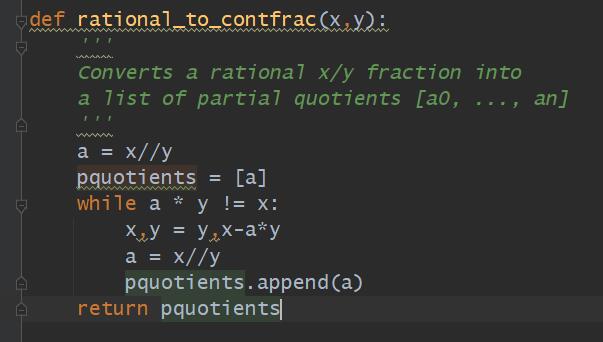 def rational_to_contfrac(x,y):
    '''
    Converts a rational x/y fraction into
    a list of partial quotients [a0, ..., an]
    '''
    a = x//y
    pquotients = [a]
    while a * y != x:
        x,y = y,x-a*y
        a = x//y
        pquotients.append(a)
    return pquotients